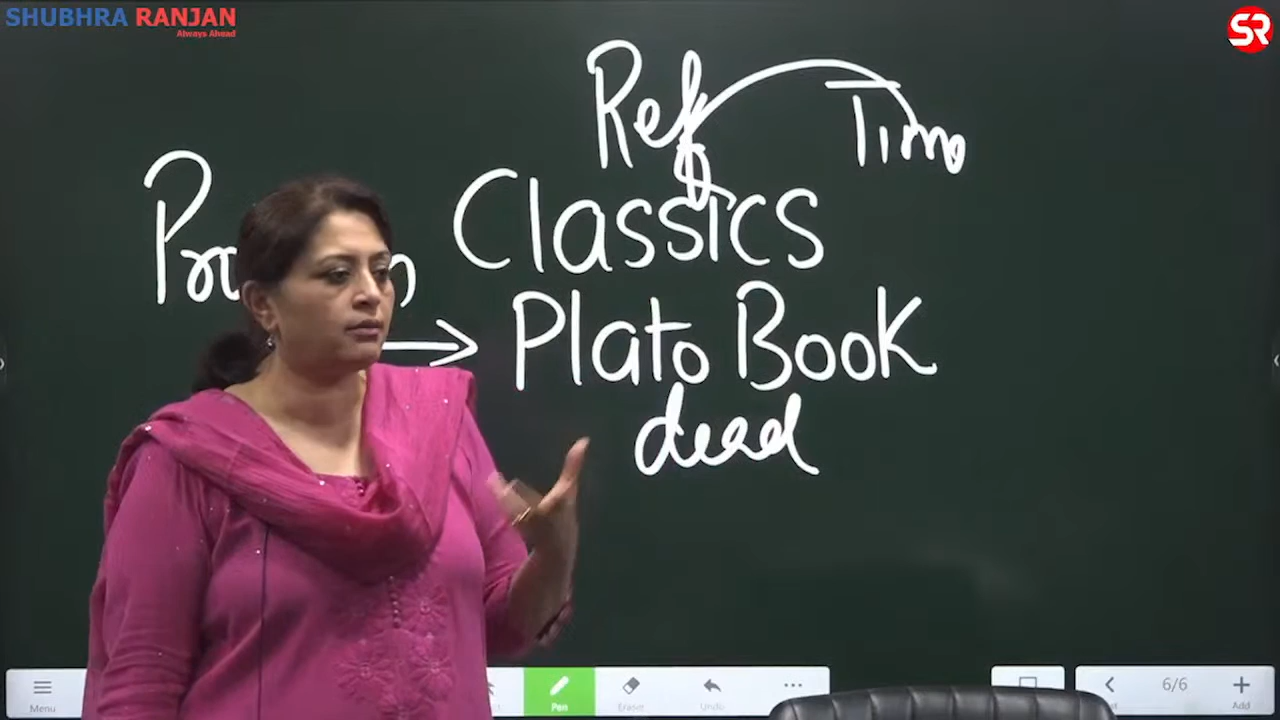 SHUBHRA RANJAN
Always Ahead
SR
Ref Time
Classics
Plato Book
dead
Menu
Pen
Erase
Undo
6/6
Add